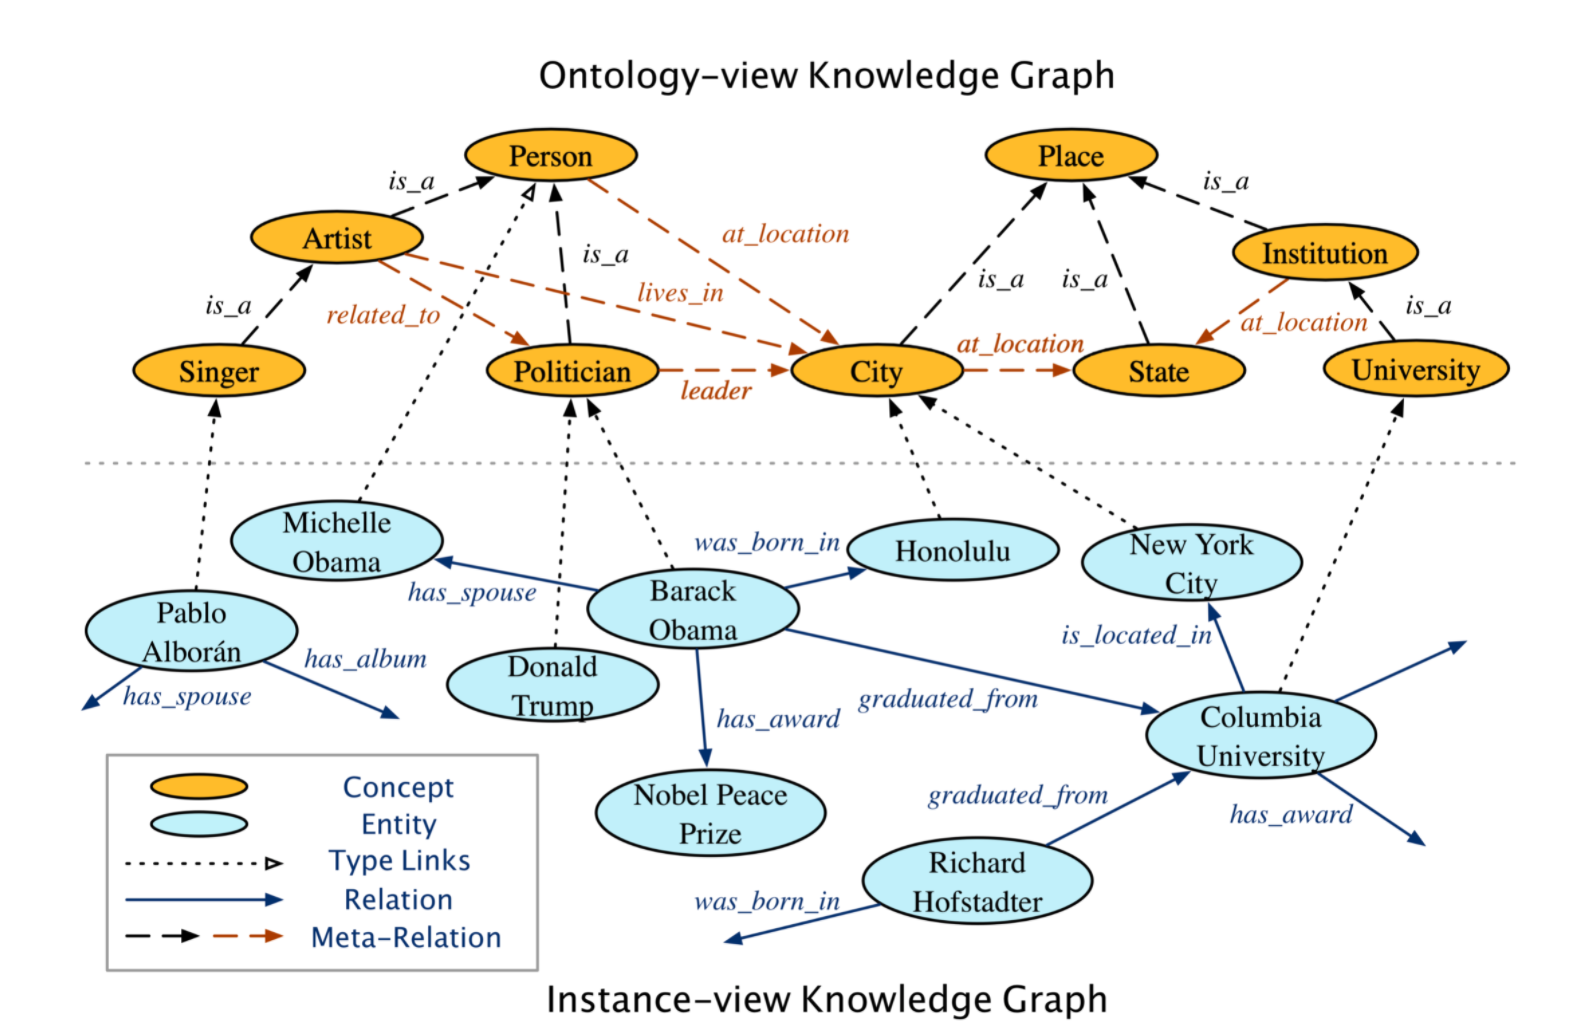 Ontology-view Knowledge Graph
Person
Place
is_a
is_a
Artist
at_location
Institution
is_a
is_a
is_a
is_a
related_to
lives_in
at_location
is_a
at_location
Singer
Politician
leader
City
State
University
Michelle
Obama
was_born_in
Honolulu
New York
City
has_spouse
Barack
Obama
Pablo
Alborán
is_located_in
has_album
has_spouse
Donald
Trump
graduated_from
has_award
Columbia
University
Nobel Peace
Prize
graduated_from
has_award
Richard
Hofstadter
was_born_in
Concept
Entity
Type Links
Relation
Meta-Relation
Instance-view Knowledge Graph